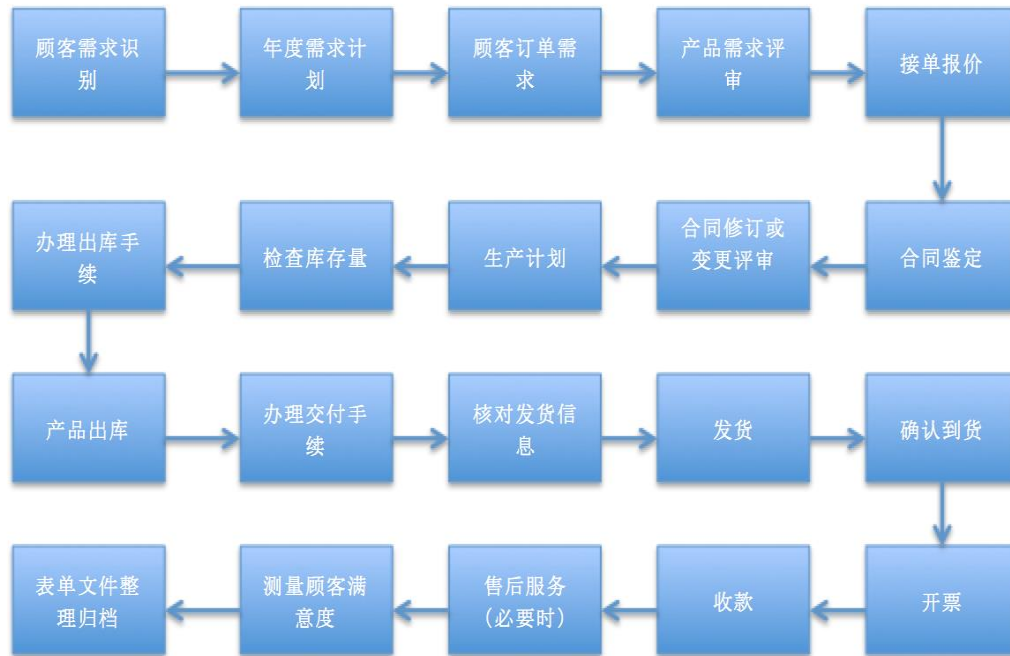 顾客需求识
别
年度需求计
划
顾客订单需
求
产品需求评
审
接单报价
合同鉴定
合同修订或
变更评审
生产计划
检查库存量
办理出库手
续
产品出库
办理交付手
续
核对发货信
息
发货
确认到货
开票
收款
售后服务
（必要时）
测量顾客满
意度
表单文件整
理归档